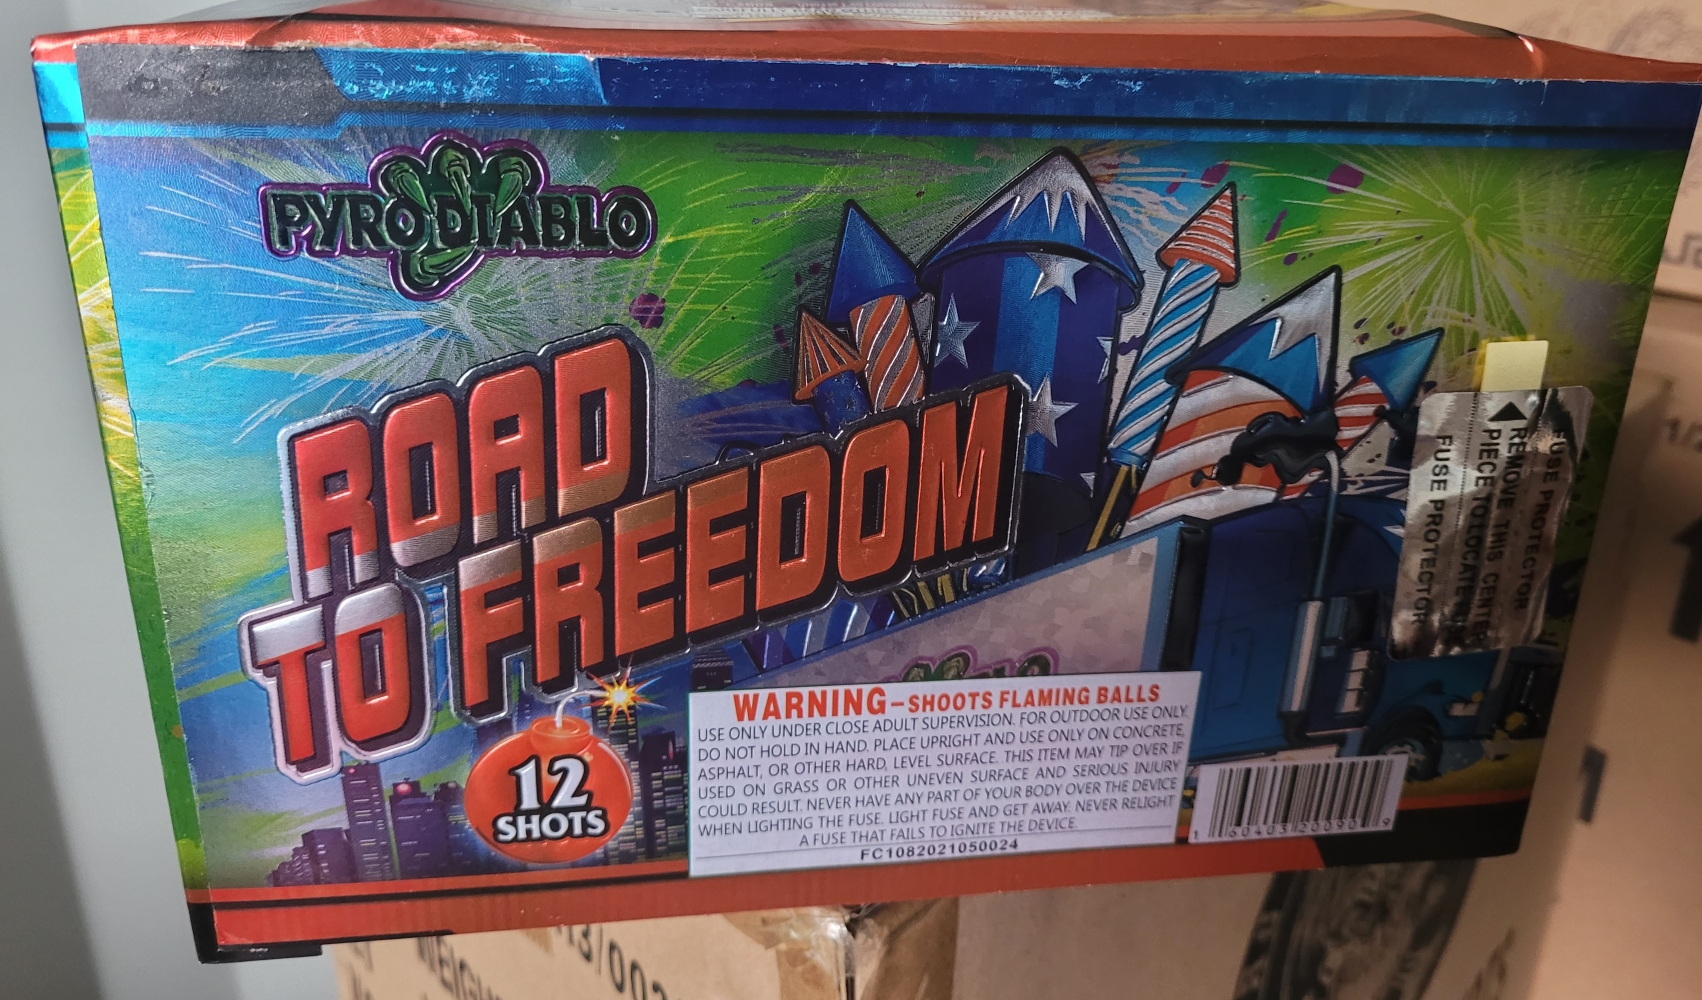 PYRO DIABLO
ROAD
TO FREEDOM
12
SHOTS
WARNING - SHOOTS FLAMING BALLS
USE ONLY UNDER CLOSE ADULT SUPERVISION. FOR OUTDOOR USE ONLY.
DO NOT HOLD IN HAND. PLACE UPRIGHT AND USE ONLY ON CONCRETE,
ASPHALT, OR OTHER HARD, LEVEL SURFACE. THIS ITEM MAY TIP OVER IF
USED ON GRASS OR OTHER UNEVEN SURFACE AND SERIOUS INJURY
COULD RESULT. NEVER HAVE ANY PART OF YOUR BODY OVER THE DEVICE
WHEN LIGHTING THE FUSE. LIGHT FUSE AND GET AWAY. NEVER RELIGHT
A FUSE THAT FAILS TO IGNITE THE DEVICE.
FC1082021050024
FUSE PROTECTOR
REMOVE THIS CENTER
PIECE TO LOCATE
FUSE PROTECTOR